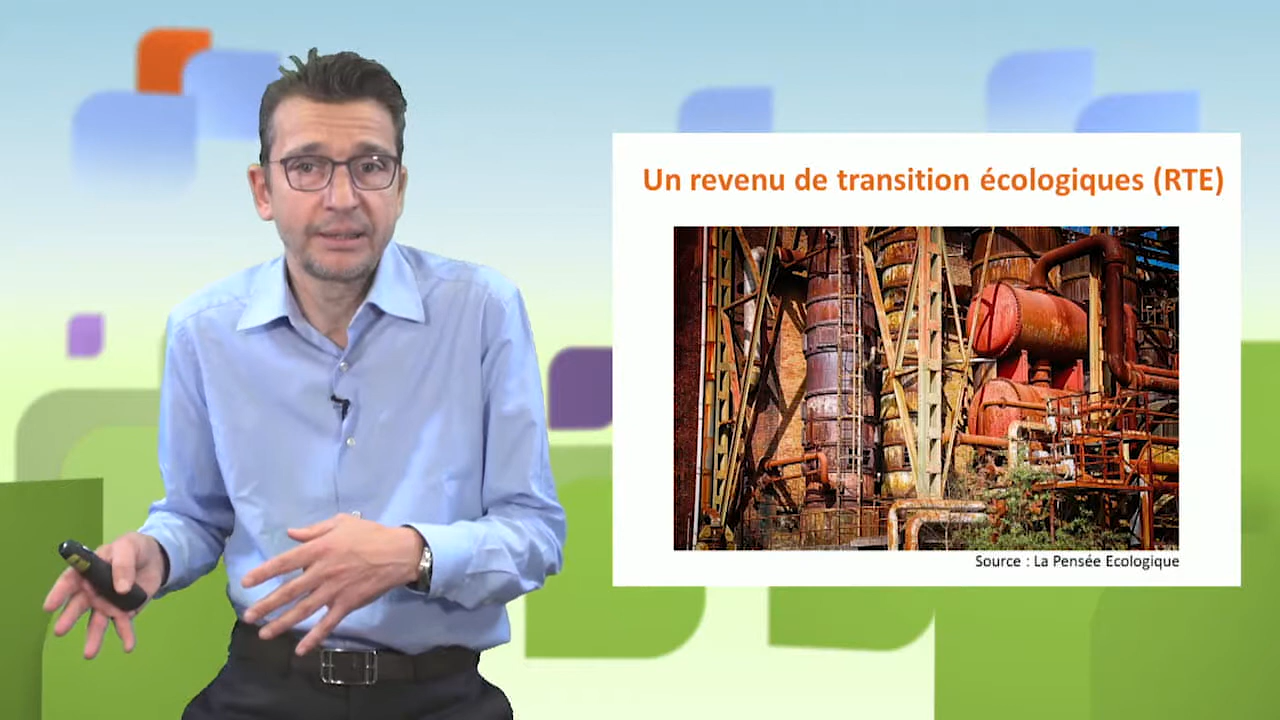 Un revenu de transition écologiques (RTE)
Source : La Pensée Ecologique